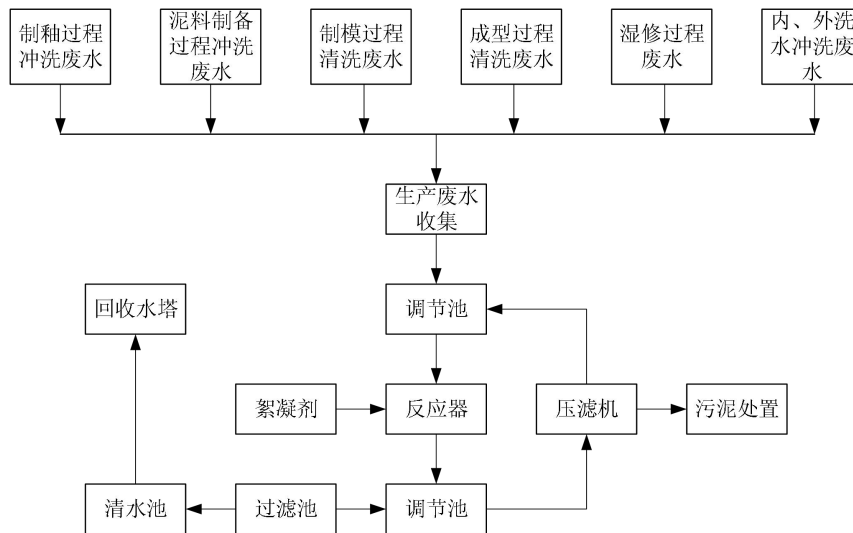 制釉过程
冲洗废水
泥料制备
过程冲洗
废水
制模过程
清洗废水
成型过程
清洗废水
湿修过程
废水
内、外洗
水冲洗废
水
生产废水
收集
回收水塔
调节池
絮凝剂
反应器
压滤机
污泥处置
清水池
过滤池
调节池